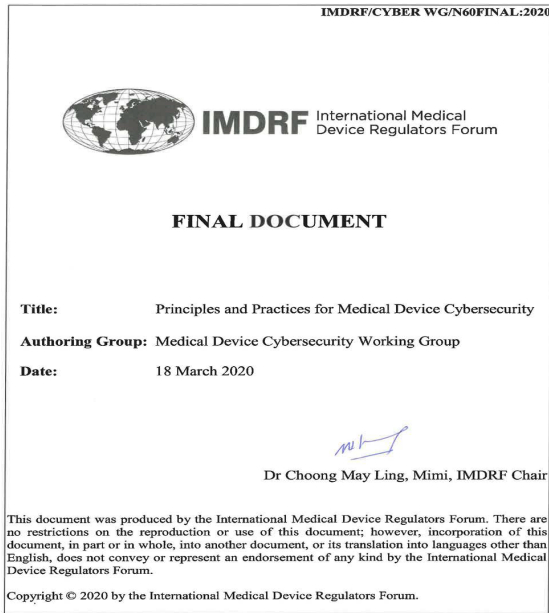 IMDRF/CYBER WG/N60FINAL:2020
IMDRF International Medical
Device Regulators Forum
FINAL DOCUMENT
Title: Principles and Practices for Medical Device Cybersecurity
Authoring Group: Medical Device Cybersecurity Working Group
Date: 18 March 2020
Dr Choong May Ling, Mimi, IMDRF Chair
This document was produced by the International Medical Device Regulators Forum. There are
no restrictions on the reproduction or use of this document; however, incorporation of this
document, in part or in whole, into another document, or its translation into languages other than
English, does not convey or represent an endorsement of any kind by the International Medical
Device Regulators Forum.
Copyright © 2020 by the International Medical Device Regulators Forum.